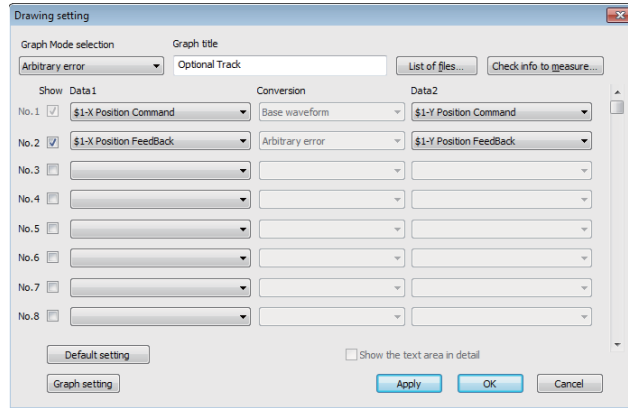 Drawing setting
Graph Mode selection Graph title
Arbitrary error Optional Track List of files... Check info to measure...
Show Data1 Conversion Data2
No.1 $1-X Position Command Base waveform $1-Y Position Command
No.2 $1-X Position FeedBack Arbitrary error $1-Y Position FeedBack
No.3
No.4
No.5
No.6
No.7
No.8
Default setting Show the text area in detail
Graph setting Apply OK Cancel